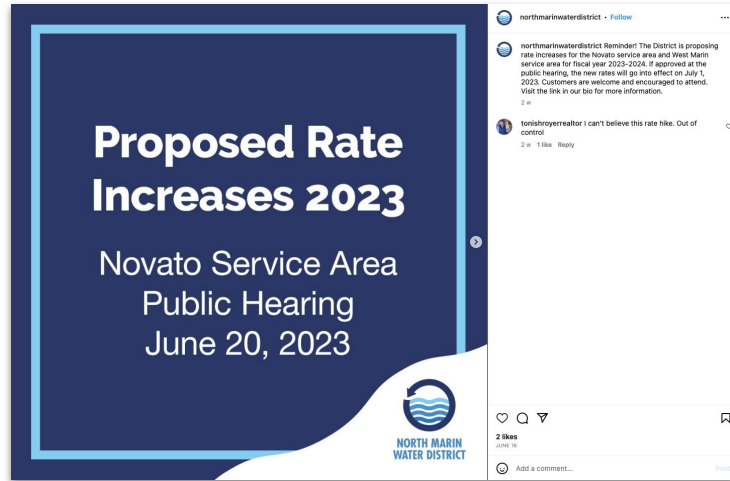 Proposed Rate
Increases 2023
Novato Service Area
Public Hearing
June 20, 2023
NORTH MARIN
WATER DISTRICT
northmarinwaterdistrict • Follow
northmarinwaterdistrict Reminder! The District is proposing
rate increases for the Novato service area and West Marin
service area for fiscal year 2023-2024. If approved at the
public hearing, the new rates will go into effect on July 1,
2023. Customers are welcome and encouraged to attend.
Visit the link in our bio for more information.
2 w
tonishroyerrealtor I can't believe this rate hike. Out of
control
2 w 1 like Reply
2 likes
JUNE 16
Add a comment...
Post